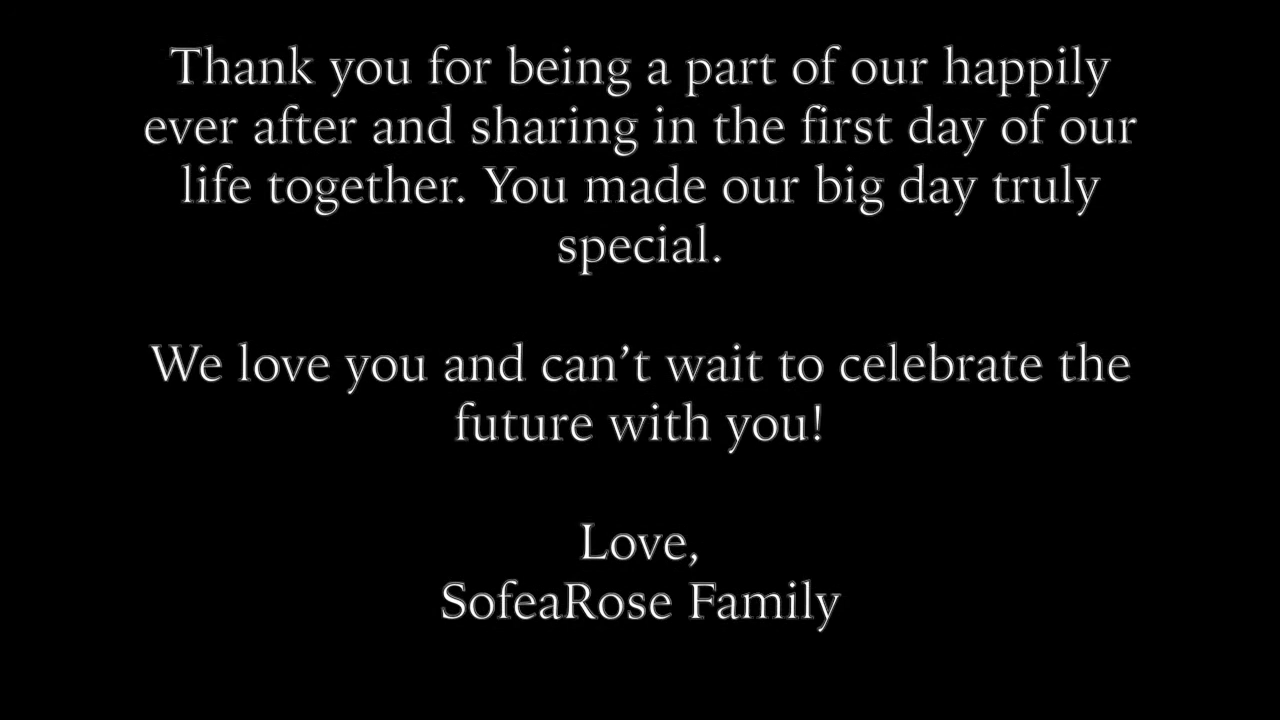 Thank you for being a part of our happily
ever after and sharing in the first day of our
life together. You made our big day truly
special.
We love you and can’t wait to celebrate the
future with you!
Love,
SofeaRose Family